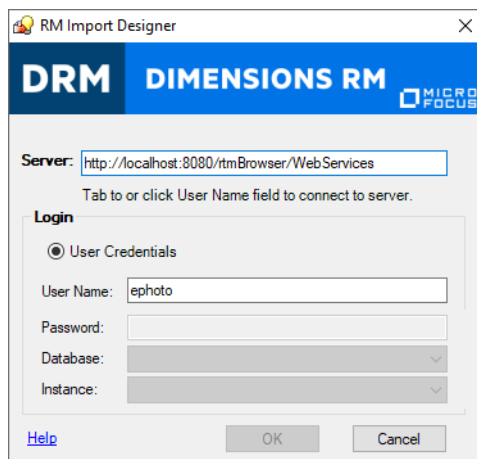 RM Import Designer
DRM DIMENSIONS RM MICRO
FOCUS
Server: http://localhost:8080/rtmBrowser/WebServices
Tab to or click User Name field to connect to server.
Login
User Credentials
User Name: ephoto
Password:
Database:
Instance:
Help OK Cancel